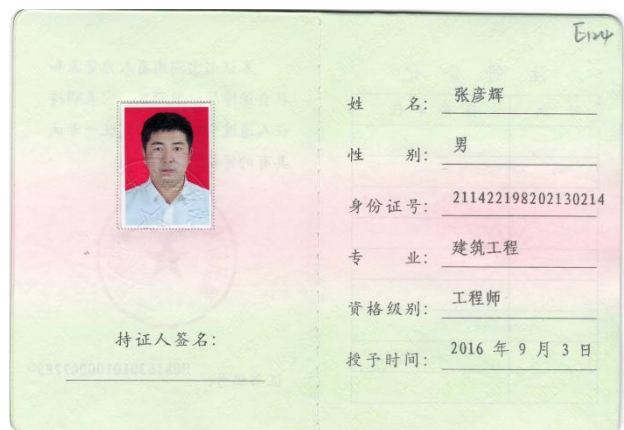 E124
姓 名: 张彦辉
性 别: 男
身份证号: 211422198202130214
专 业: 建筑工程
资格级别: 工程师
授予时间: 2016 年 9 月 3 日
持证人签名: